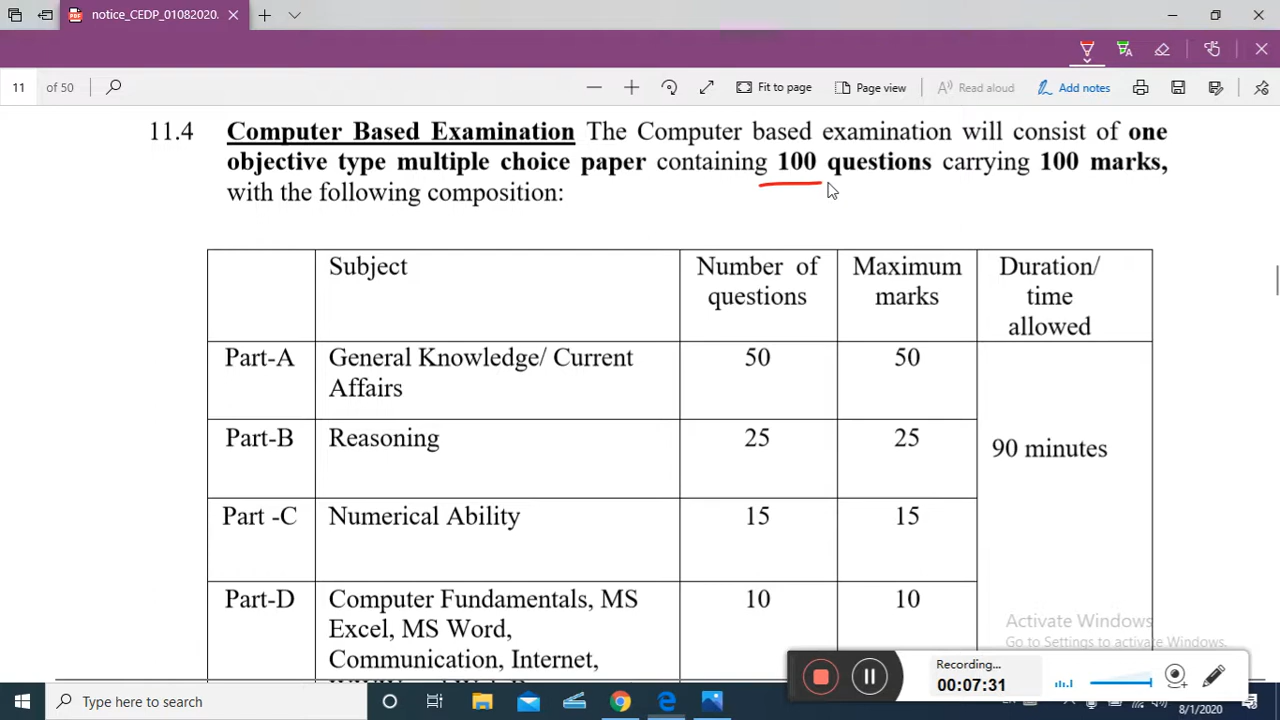 notice_CEDP_01082020.
11 of 50
Fit to page
Page view
Read aloud
Add notes
11.4 Computer Based Examination The Computer based examination will consist of one
objective type multiple choice paper containing 100 questions carrying 100 marks,
with the following composition:
Subject
Number of
questions
Maximum
marks
Duration/
time
allowed
Part-A
General Knowledge/ Current
Affairs
50
50
90 minutes
Part-B
Reasoning
25
25
Part -C
Numerical Ability
15
15
Part-D
Computer Fundamentals, MS
Excel, MS Word,
Communication, Internet,
10
10
Activate Windows
Go to Settings to activate Windows.
Recording...
00:07:31
Type here to search
8/1/2020